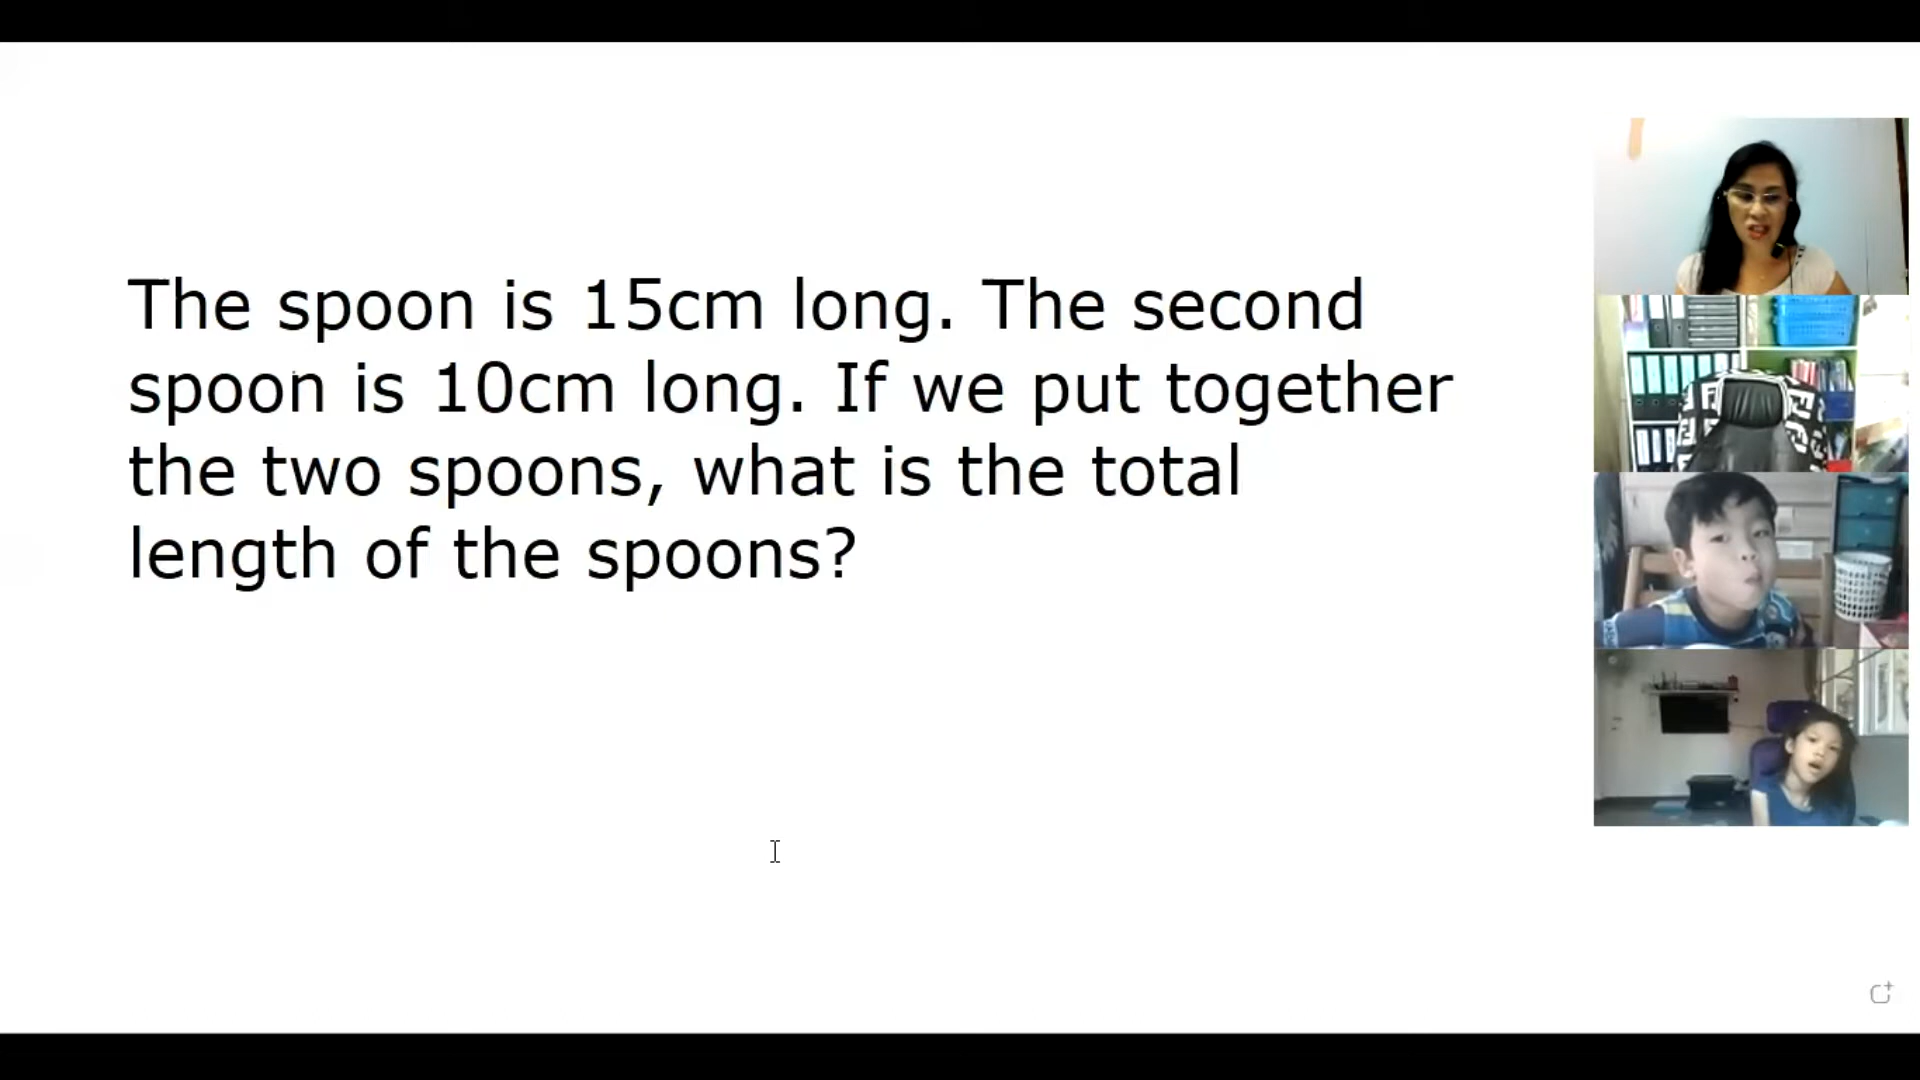 The spoon is 15cm long. The second
spoon is 10cm long. If we put together
the two spoons, what is the total
length of the spoons?